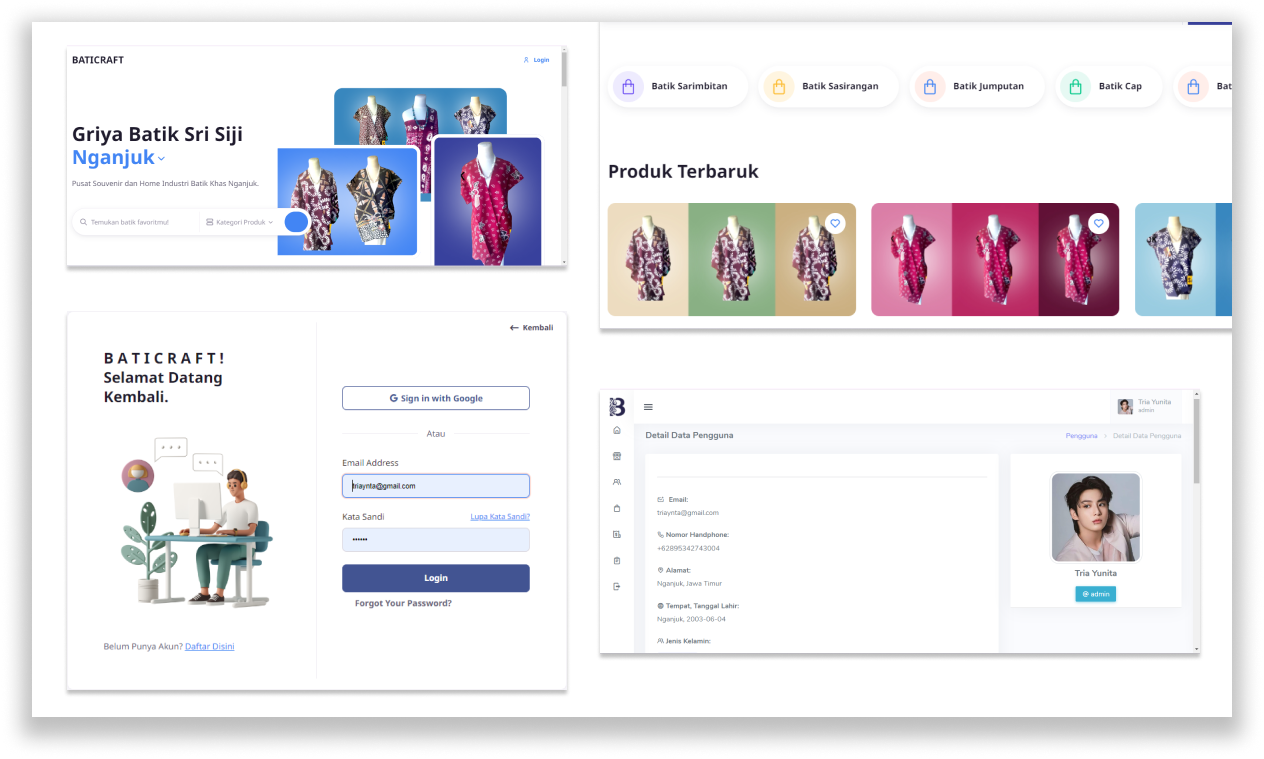 BATICRAFT
Login
Griya Batik Sri Siji
Nganjuk
Pusat Souvenir dan Home Industri Batik Khas Nganjuk.
Temukan batik favoritmu!
Kategori Produk
Batik Sarimbitan
Batik Sasirangan
Batik Jumputan
Batik Cap
Bat
Produk Terbaruk
Kembali
BATICRAFT!
Selamat Datang
Kembali.
G Sign in with Google
Atau
Email Address
triaynta@gmail.com
Kata Sandi
Lupa Kata Sandi?
••••••
Login
Forgot Your Password?
Belum Punya Akun? Daftar Disini
B
Tria Yunita
admin
Detail Data Pengguna
Pengguna > Detail Data Pengguna
Email:
triaynta@gmail.com
Nomor Handphone:
+62895342743004
Alamat:
Nganjuk, Jawa Timur
Tempat, Tanggal Lahir:
Nganjuk, 2003-06-04
Jenis Kelamin:
Tria Yunita
admin